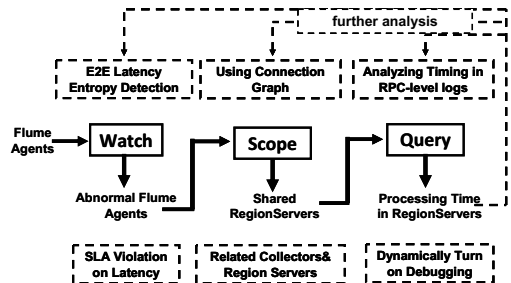 further analysis
E2E Latency
Entropy Detection
Using Connection
Graph
Analyzing Timing in
RPC-level logs
Flume
Agents
Watch
Scope
Query
Abnormal Flume
Agents
Shared
RegionServers
Processing Time
in RegionServers
SLA Violation
on Latency
Related Collectors&
Region Servers
Dynamically Turn
on Debugging